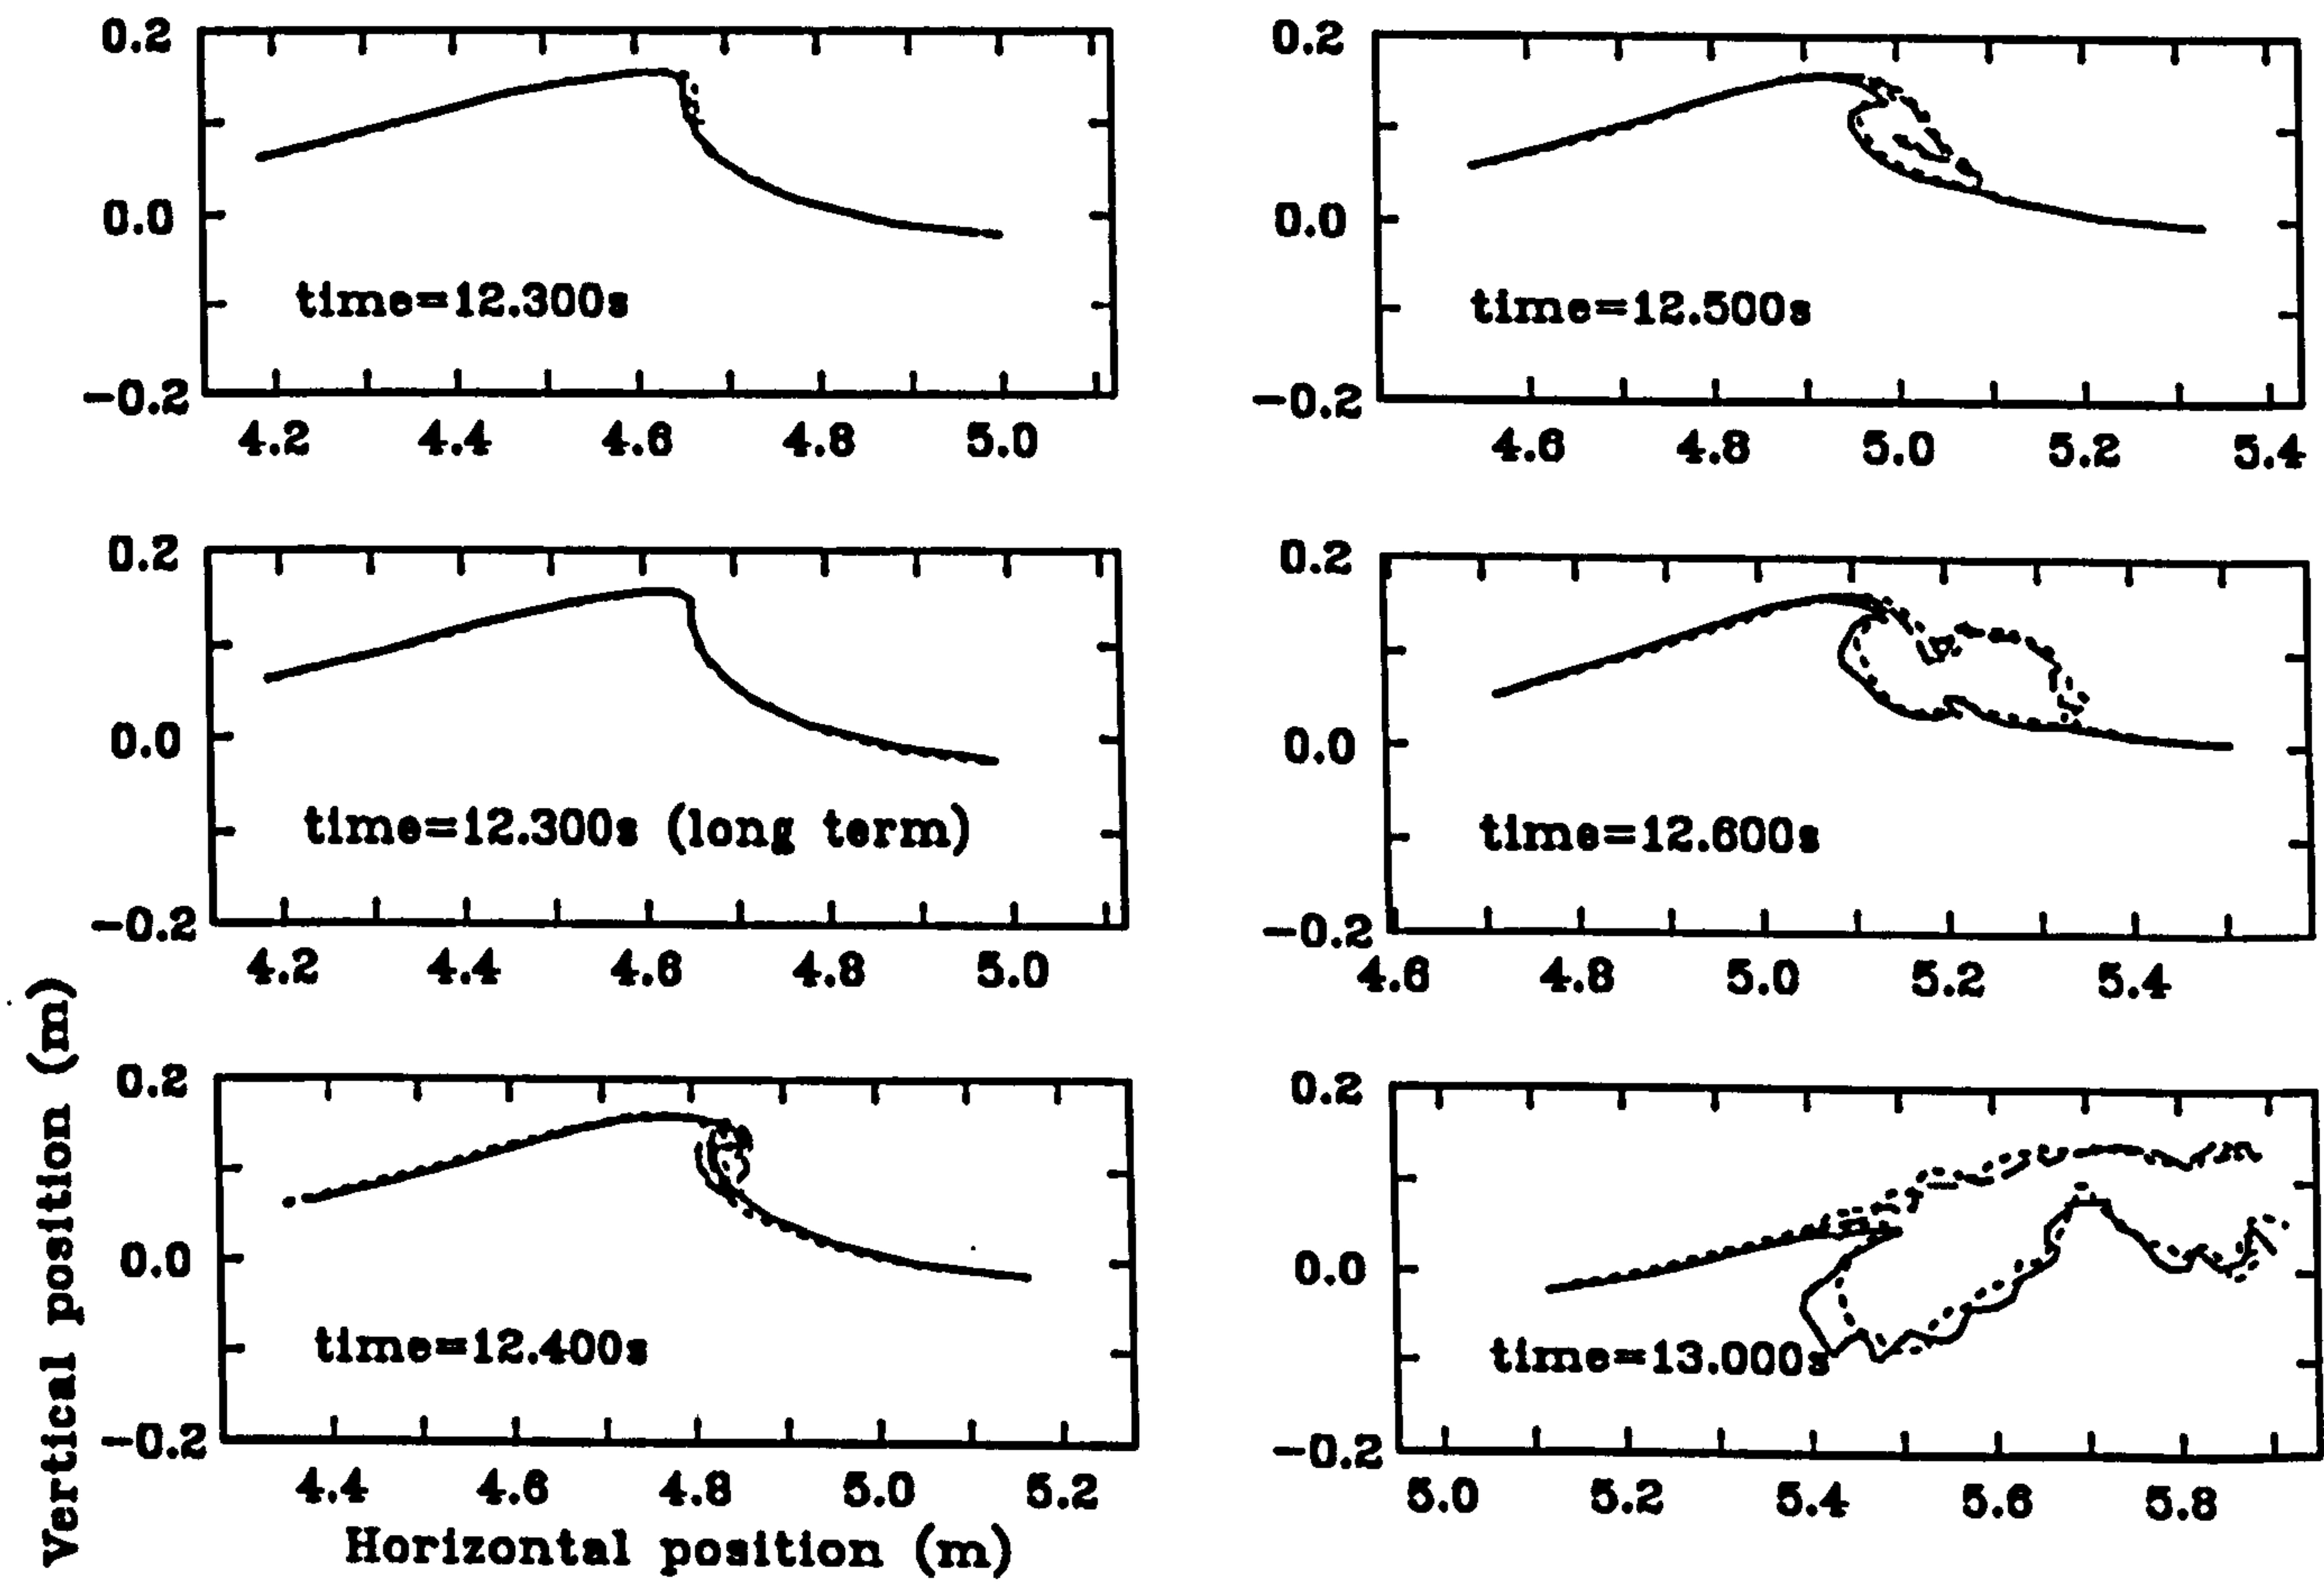 0.2
0.0
-0.2
time=12.300s
4.2 4.4 4.6 4.8 5.0
0.2
0.0
-0.2
time=12.500s
4.6 4.8 5.0 5.2 5.4
0.2
0.0
-0.2
time=12.300s (long term)
4.2 4.4 4.6 4.8 5.0
0.2
0.0
-0.2
time=12.600s
4.6 4.8 5.0 5.2 5.4
0.2
0.0
-0.2
time=12.400s
4.4 4.6 4.8 5.0 5.2
0.2
0.0
-0.2
time=13.000s
5.0 5.2 5.4 5.6 5.8
Vertical position (m)
Horizontal position (m)